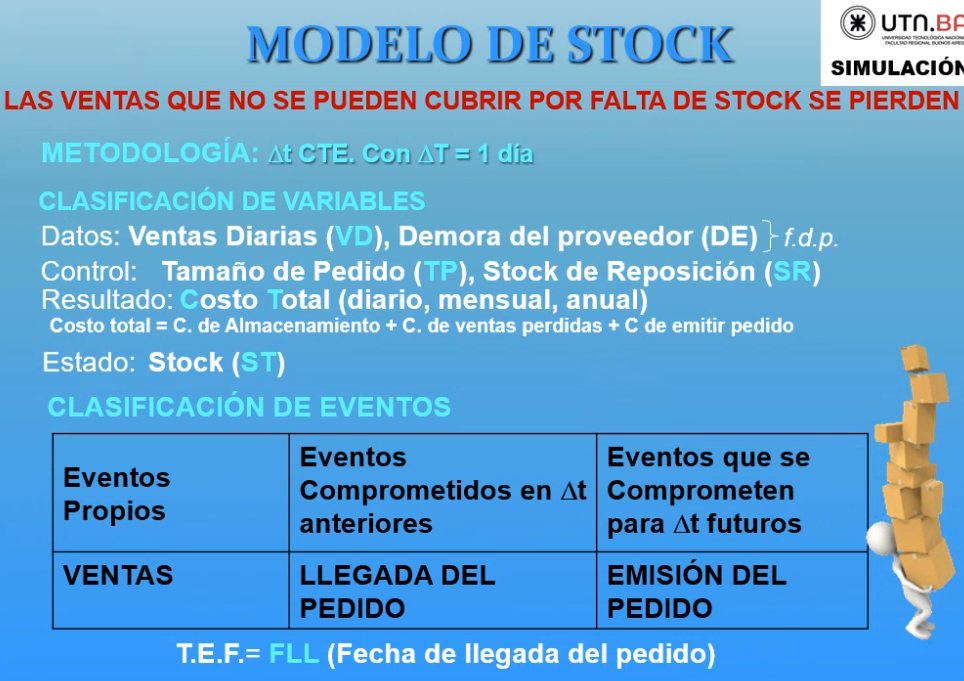 MODELO DE STOCK
UTN.BA
UNIVERSIDAD TECNOLÓGICA NACIONAL
FACULTAD REGIONAL BUENOS AIRES
SIMULACIÓN
LAS VENTAS QUE NO SE PUEDEN CUBRIR POR FALTA DE STOCK SE PIERDEN
METODOLOGÍA: ∆t CTE. Con ∆T = 1 día
CLASIFICACIÓN DE VARIABLES
Datos: Ventas Diarias (VD), Demora del proveedor (DE) } f.d.p.
Control: Tamaño de Pedido (TP), Stock de Reposición (SR)
Resultado: Costo Total (diario, mensual, anual)
Costo total = C. de Almacenamiento + C. de ventas perdidas + C de emitir pedido
Estado: Stock (ST)
CLASIFICACIÓN DE EVENTOS
Eventos
Propios
Eventos
Comprometidos en ∆t
anteriores
Eventos que se
Comprometen
para ∆t futuros
VENTAS
LLEGADA DEL
PEDIDO
EMISIÓN DEL
PEDIDO
T.E.F.= FLL (Fecha de llegada del pedido)